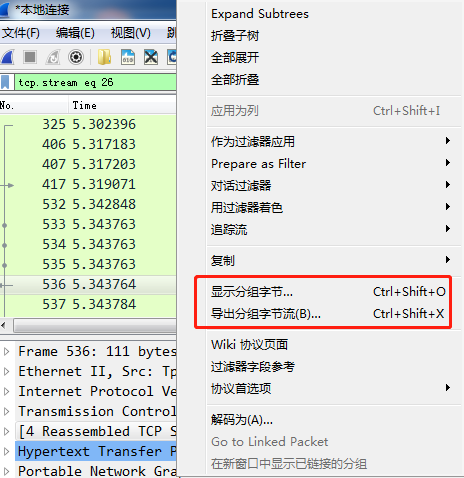 *本地连接
文件(F) 编辑(E) 视图(V)
tcp.stream eq 26
No. Time
325 5.302396
406 5.317183
407 5.317203
417 5.319071
532 5.342848
533 5.343763
534 5.343763
535 5.343763
536 5.343764
537 5.343784
Frame 536: 111 bytes
Ethernet II, Src: Tp
Internet Protocol Ve
Transmission Control
[4 Reassembled TCP S
Hypertext Transfer P
Portable Network Gra
Expand Subtrees
折叠子树
全部展开
全部折叠
应用为列 Ctrl+Shift+I
作为过滤器应用
Prepare as Filter
对话过滤器
用过滤器着色
追踪流
复制
显示分组字节... Ctrl+Shift+O
导出分组字节流(B)... Ctrl+Shift+X
Wiki 协议页面
过滤器字段参考
协议首选项
解码为(A)...
Go to Linked Packet
在新窗口中显示已链接的分组